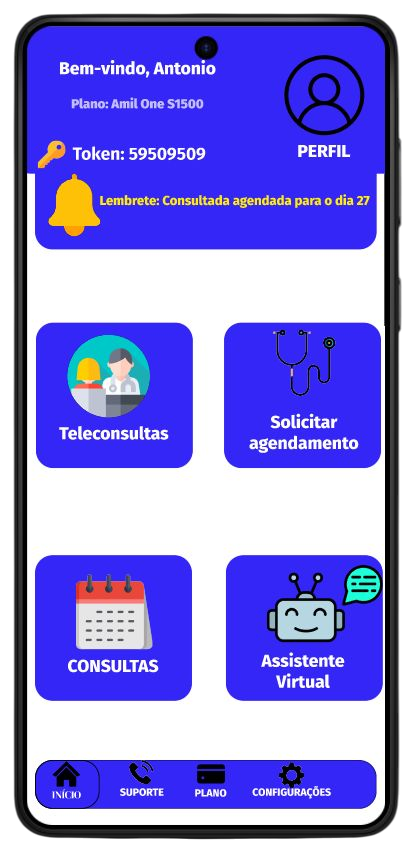 Bem-vindo, Antonio
Plano: Amil One S1500
Token: 59509509
PERFIL
Lembrete: Consultada agendada para o dia 27
Teleconsultas
Solicitar
agendamento
CONSULTAS
Assistente
Virtual
INÍCIO
SUPORTE
PLANO
CONFIGURAÇÕES